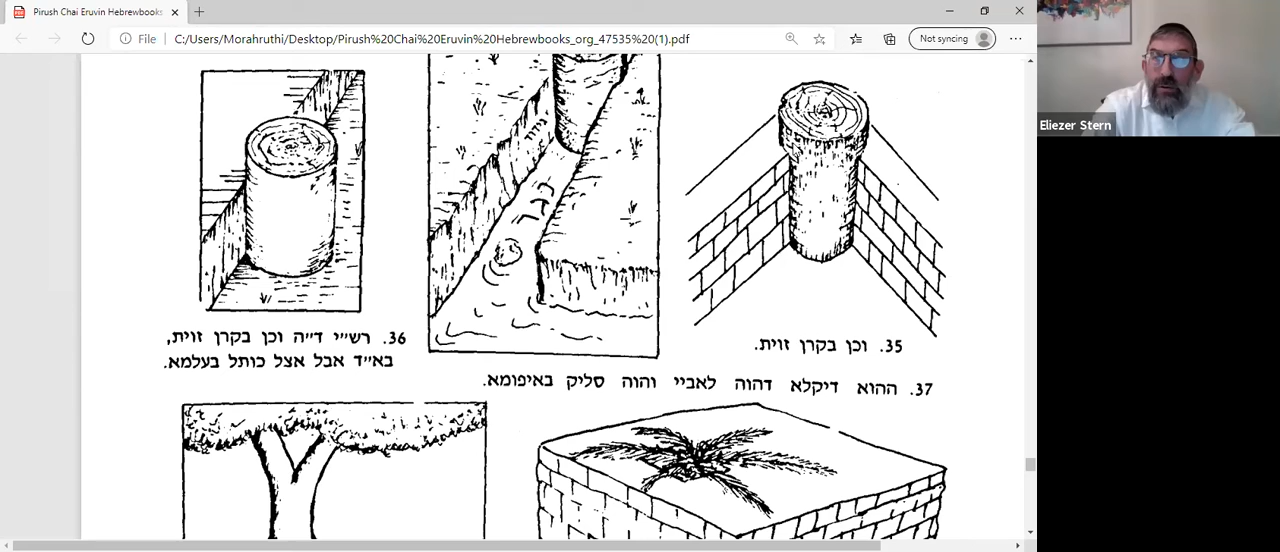 Pirush Chai Eruvin Hebrewbooks
File
C:/Users/Morahruthi/Desktop/Pirush%20Chai%20Eruvin%20Hebrewbooks_org_47535%20(1).pdf
Not syncing
Eliezer Stern
נהר
35. וכן בקרן זוית.
36. רש״י ד״ה וכן בקרן זוית,
בא״ד אבל אצל כותל בעלמא.
37. ההוא דיקלא דהוה לאביי והוה סליק באיפומא.